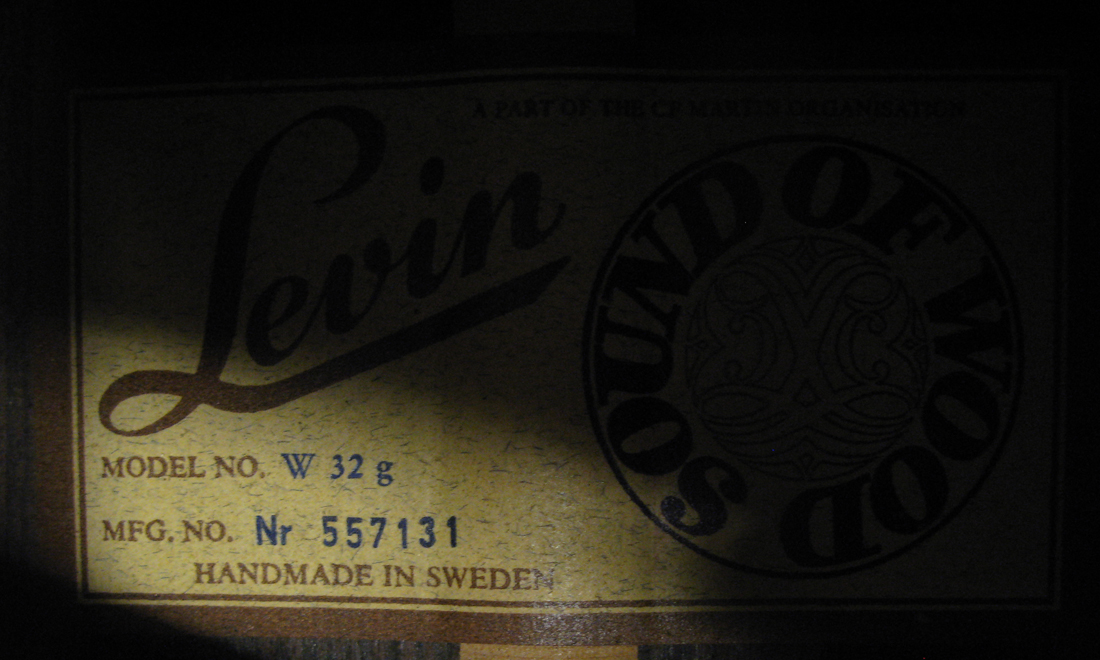 A PART OF THE CF MARTIN ORGANISATION
Levin
SOUND OF WOOD
MODEL NO. W 32 g
MFG. NO. Nr 557131
HANDMADE IN SWEDEN